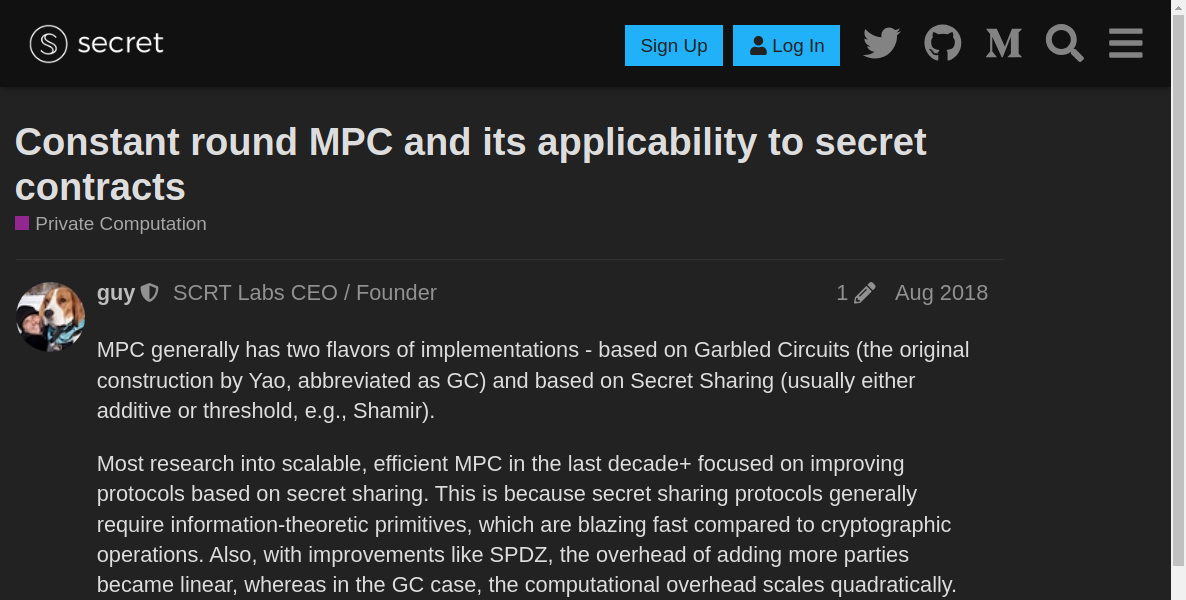 secret
Sign Up
Log In
Constant round MPC and its applicability to secret
contracts
Private Computation
guy SCRT Labs CEO / Founder 1 Aug 2018
MPC generally has two flavors of implementations - based on Garbled Circuits (the original
construction by Yao, abbreviated as GC) and based on Secret Sharing (usually either
additive or threshold, e.g., Shamir).
Most research into scalable, efficient MPC in the last decade+ focused on improving
protocols based on secret sharing. This is because secret sharing protocols generally
require information-theoretic primitives, which are blazing fast compared to cryptographic
operations. Also, with improvements like SPDZ, the overhead of adding more parties
became linear, whereas in the GC case, the computational overhead scales quadratically.